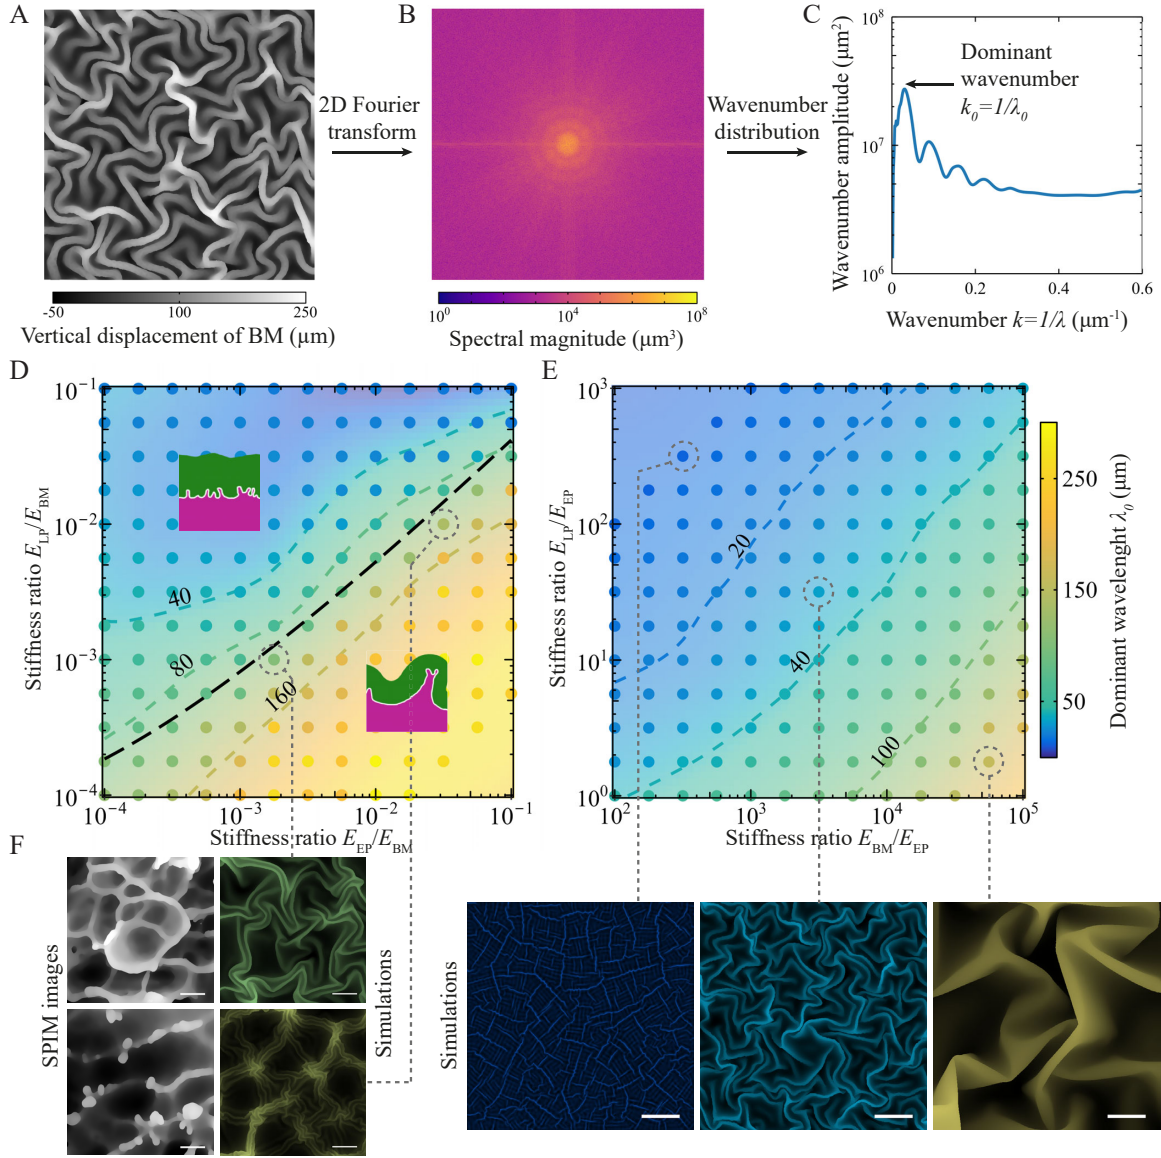 A
B
C
2D Fourier
transform
Wavenumber
distribution
Wavenumber amplitude (μm²)
10⁸
10⁷
10⁶
Dominant
wavenumber
k₀=1/λ₀
0
0.2
0.4
0.6
Wavenumber k=1/λ (μm⁻¹)
-50
100
250
Vertical displacement of BM (μm)
10⁰
10⁴
10⁸
Spectral magnitude (μm³)
D
10⁻¹
10⁻²
10⁻³
10⁻⁴
Stiffness ratio E_LP/E_BM
40
80
160
10⁻⁴
10⁻³
10⁻²
10⁻¹
Stiffness ratio E_EP/E_BM
E
10³
10²
10¹
10⁰
Stiffness ratio E_LP/E_EP
20
40
100
10²
10³
10⁴
10⁵
Stiffness ratio E_BM/E_EP
250
150
50
Dominant wavelenght λ₀ (μm)
F
SPIM images
Simulations
Simulations